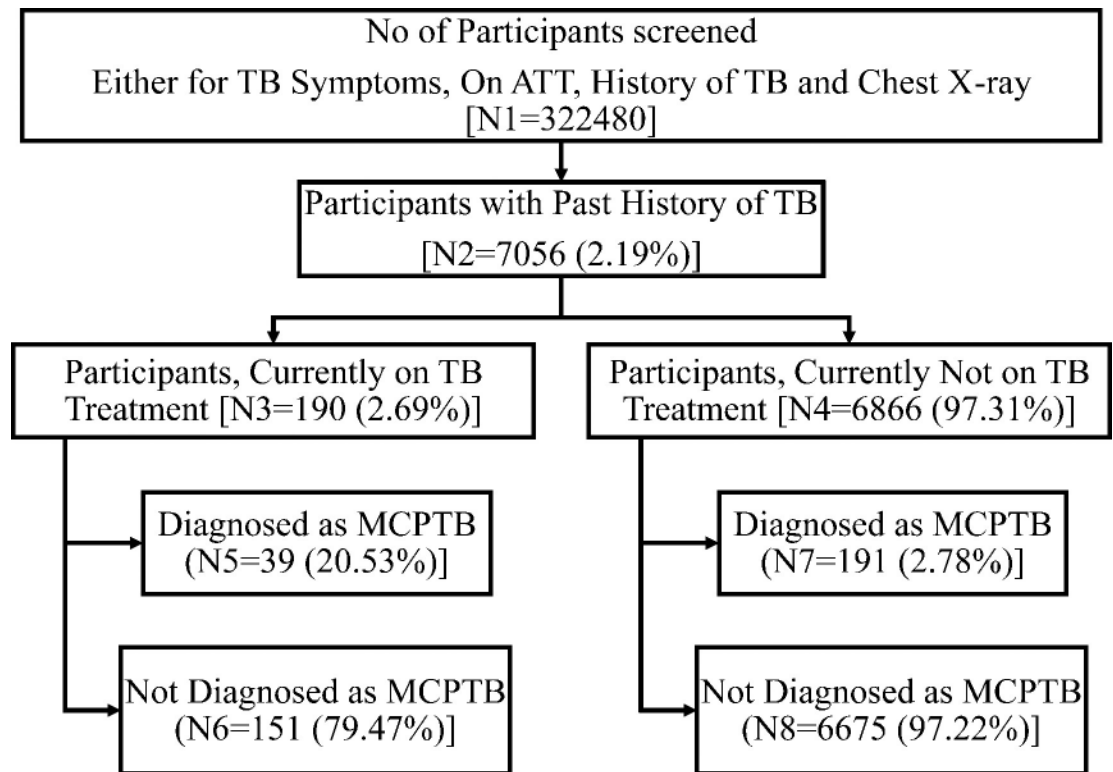 No of Participants screened
Either for TB Symptoms, On ATT, History of TB and Chest X-ray
[N1=322480]
Participants with Past History of TB
[N2=7056 (2.19%)]
Participants, Currently on TB
Treatment [N3=190 (2.69%)]
Participants, Currently Not on TB
Treatment [N4=6866 (97.31%)]
Diagnosed as MCPTB
(N5=39 (20.53%)]
Diagnosed as MCPTB
(N7=191 (2.78%)]
Not Diagnosed as MCPTB
(N6=151 (79.47%)]
Not Diagnosed as MCPTB
(N8=6675 (97.22%)]